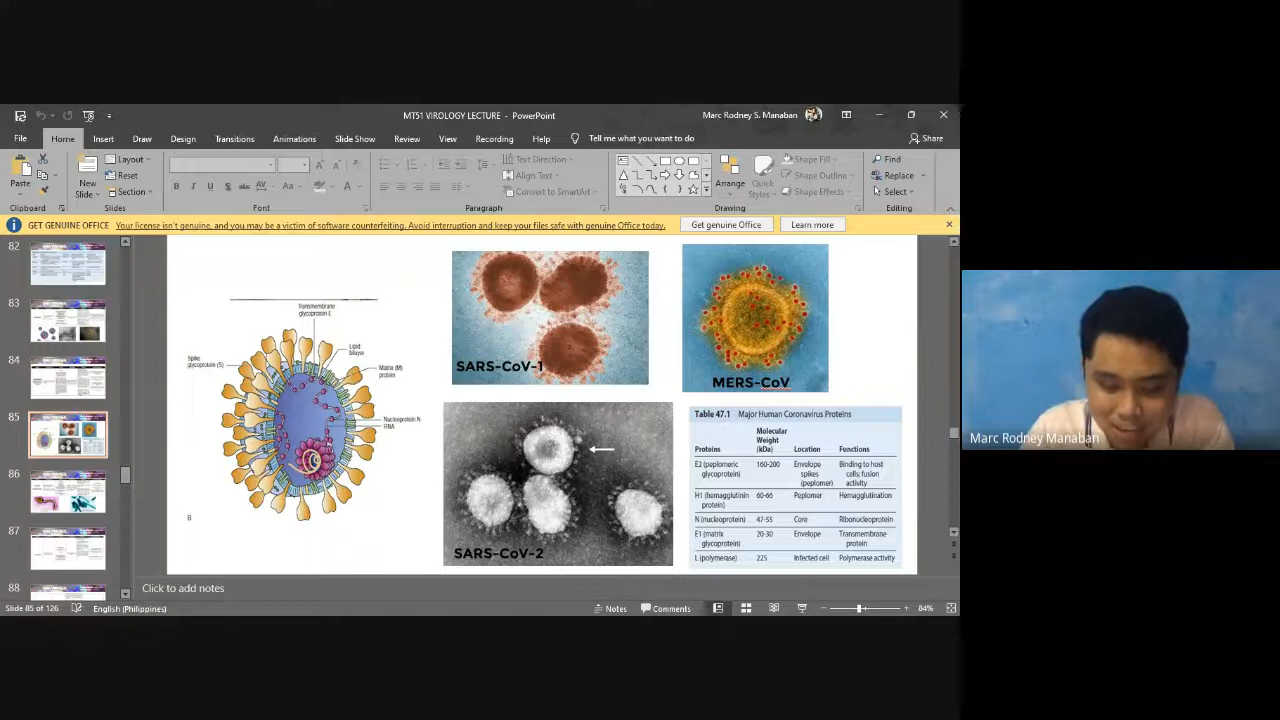 MT51 VIROLOGY LECTURE - PowerPoint
Marc Rodney S. Manaban
File Home Insert Draw Design Transitions Animations Slide Show Review View Recording Help Tell me what you want to do Share
Paste
Clipboard
New Slide
Layout
Reset
Section
Slides
B I U S abc AV Aa A
Font
Text Direction
Align Text
Convert to SmartArt
Paragraph
Arrange
Quick Styles
Shape Fill
Shape Outline
Shape Effects
Drawing
Find
Replace
Select
Editing
GET GENUINE OFFICE Your license isn't genuine, and you may be a victim of software counterfeiting. Avoid interruption and keep your files safe with genuine Office today. Get genuine Office Learn more
82
83
84
85
86
87
88
Transmembrane
glycoprotein E
Lipid
bilayer
Spike
glycoprotein (S)
Matrix (M)
protein
Nucleoprotein N
RNA
B
SARS-CoV-1
MERS-CoV
SARS-CoV-2
Table 47.1 Major Human Coronavirus Proteins
Proteins Molecular Weight (kDa) Location Functions
E2 (peplomeric glycoprotein) 160-200 Envelope spikes (peplomer) Binding to host cells; fusion activity
H1 (hemagglutinin protein) 60-66 Peplomer Hemagglutination
N (nucleoprotein) 47-55 Core Ribonucleoprotein
E1 (matrix glycoprotein) 20-30 Envelope Transmembrane protein
L (polymerase) 225 Infected cell Polymerase activity
Click to add notes
Slide 85 of 126 English (Philippines) Notes Comments 84%
Marc Rodney Manaban